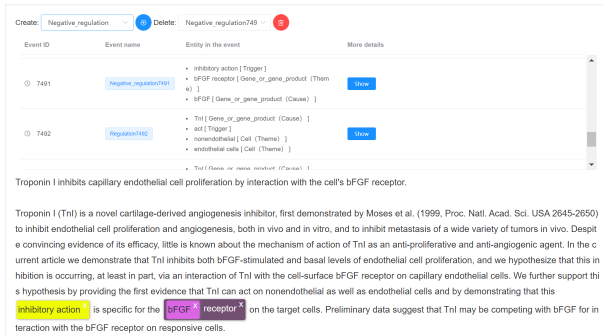 Create: Negative_regulation Delete: Negative_regulation749
Event ID Event name Entity in the event More details
7491 Negative_regulation7491 Show
• inhibitory action [ Trigger ]
• bFGF receptor [ Gene_or_gene_product (Them
e) ]
• bFGF [ Gene_or_gene_product (Cause) ]
7492 Regulation7492 Show
• TnI [ Gene_or_gene_product (Cause) ]
• act [ Trigger ]
• nonendothelial [ Cell (Theme) ]
• endothelial cells [ Cell (Theme) ]
• TnI [ Gene_or_gene_product (Cause) ]
Troponin I inhibits capillary endothelial cell proliferation by interaction with the cell's bFGF receptor.
Troponin I (TnI) is a novel cartilage-derived angiogenesis inhibitor, first demonstrated by Moses et al. (1999, Proc. Natl. Acad. Sci. USA 2645-2650)
to inhibit endothelial cell proliferation and angiogenesis, both in vivo and in vitro, and to inhibit metastasis of a wide variety of tumors in vivo. Despit
e convincing evidence of its efficacy, little is known about the mechanism of action of TnI as an anti-proliferative and anti-angiogenic agent. In the c
urrent article we demonstrate that TnI inhibits both bFGF-stimulated and basal levels of endothelial cell proliferation, and we hypothesize that this in
hibition is occurring, at least in part, via an interaction of TnI with the cell-surface bFGF receptor on capillary endothelial cells. We further support thi
s hypothesis by providing the first evidence that TnI can act on nonendothelial as well as endothelial cells and by demonstrating that this
inhibitory action is specific for the bFGF X receptor X on the target cells. Preliminary data suggest that TnI may be competing with bFGF for in
teraction with the bFGF receptor on responsive cells.